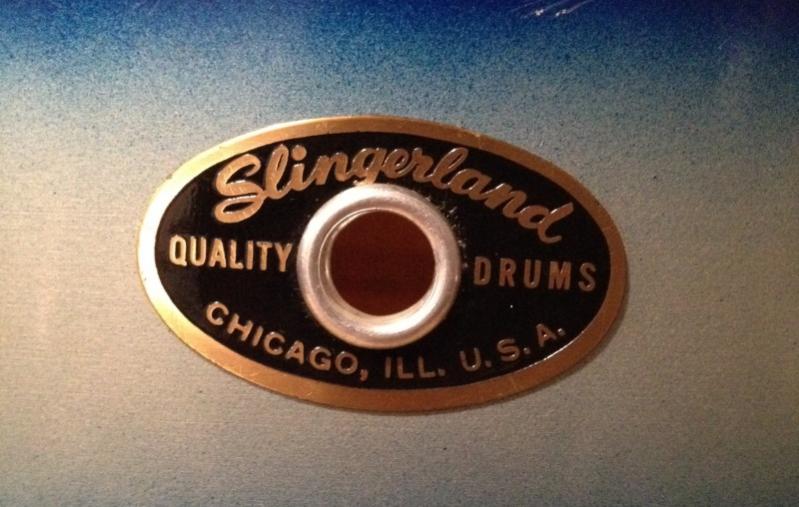 Slingerland
QUALITY DRUMS
CHICAGO, ILL. U.S.A.